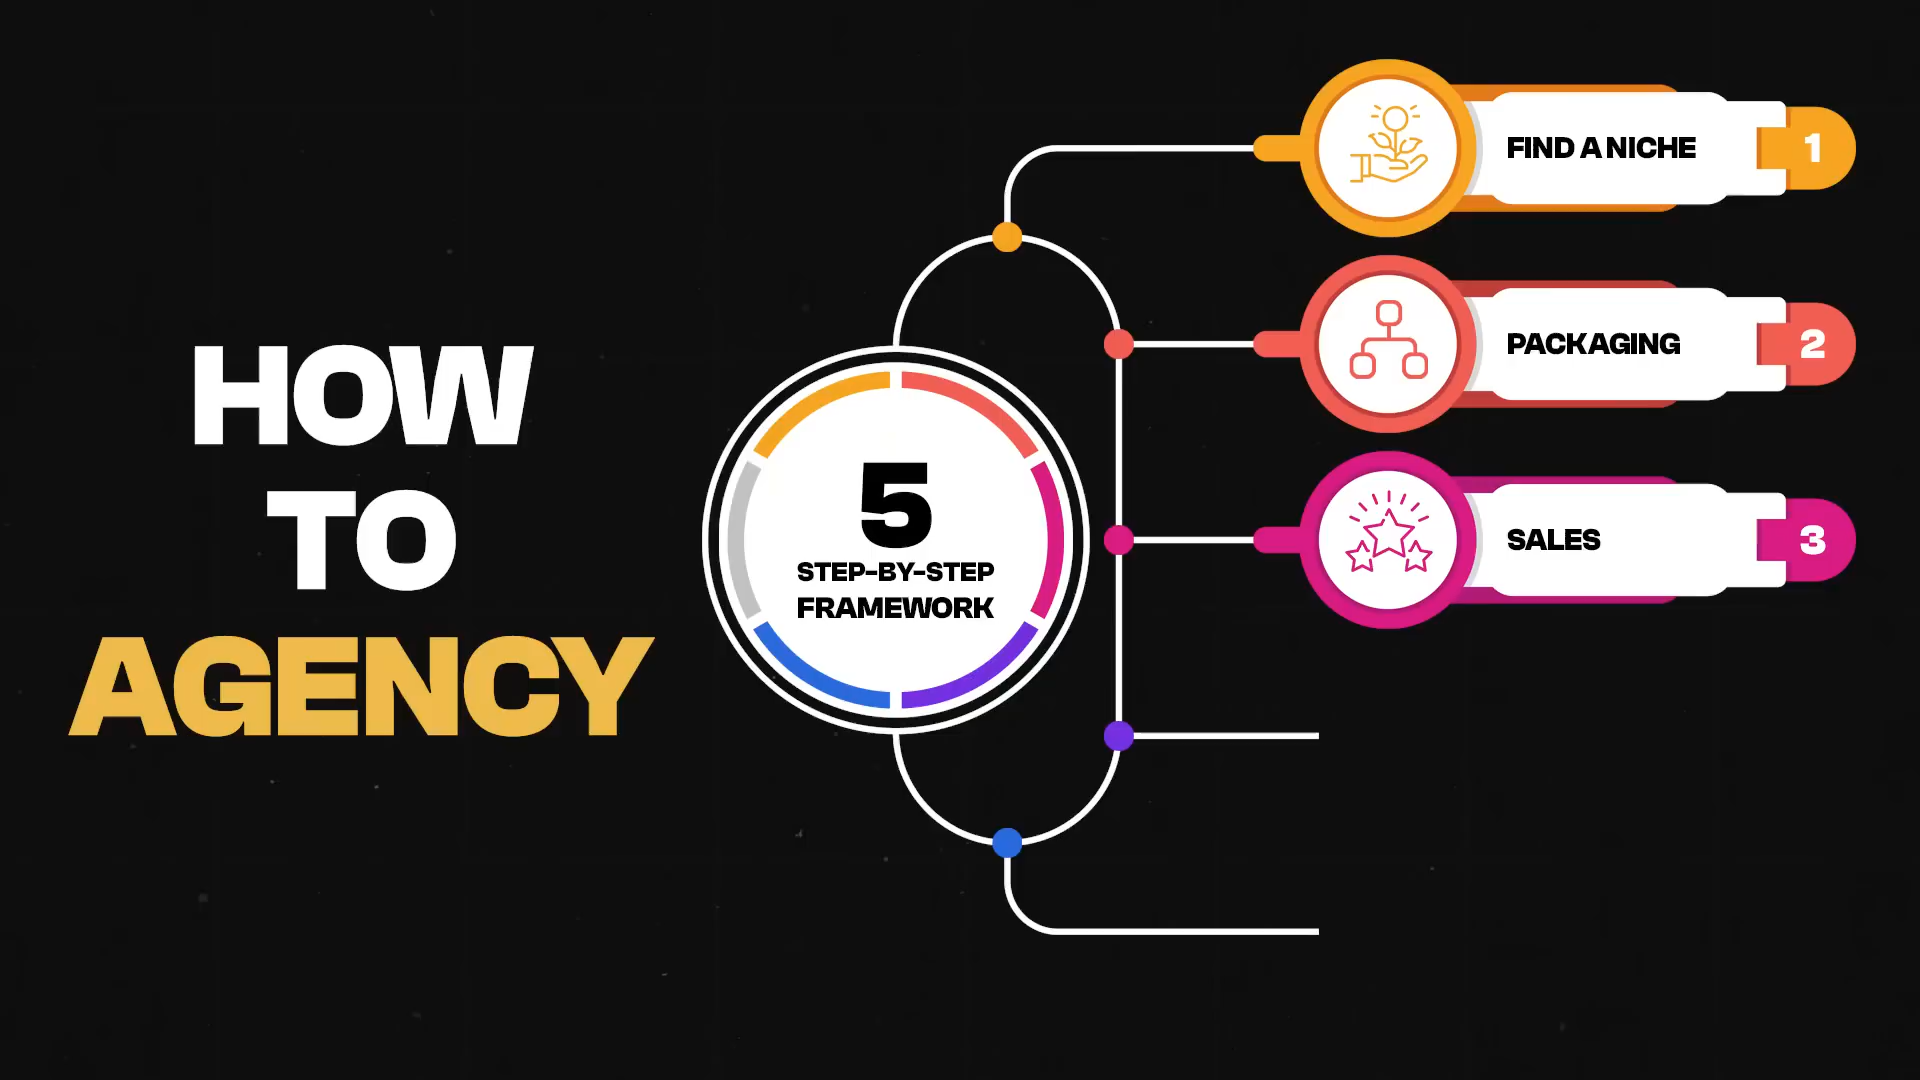 HOW
TO
AGENCY
5
STEP-BY-STEP
FRAMEWORK
FIND A NICHE
1
PACKAGING
2
SALES
3